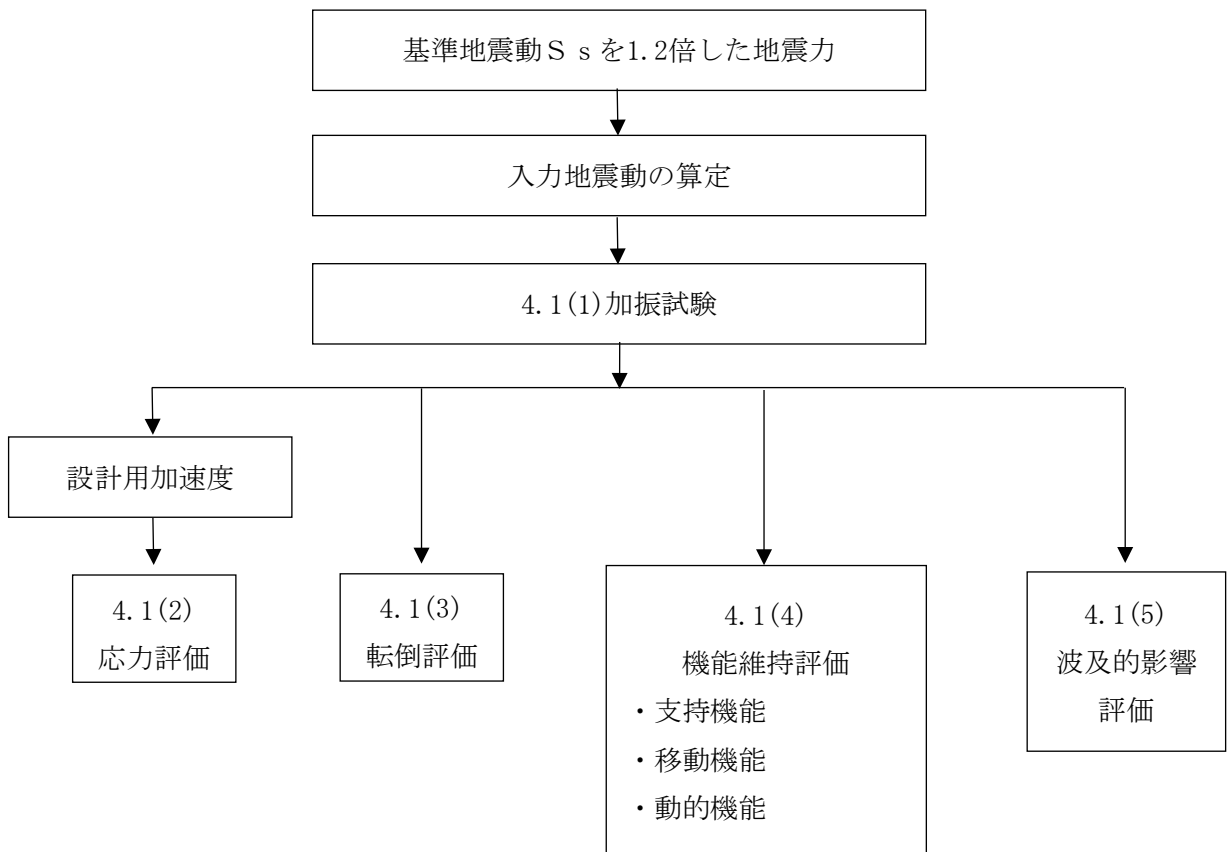 基準地震動Ｓｓを1.2倍した地震力
入力地震動の算定
4.1(1)加振試験
設計用加速度
4.1(2)
応力評価
4.1(3)
転倒評価
4.1(4)
機能維持評価
・支持機能
・移動機能
・動的機能
4.1(5)
波及的影響
評価